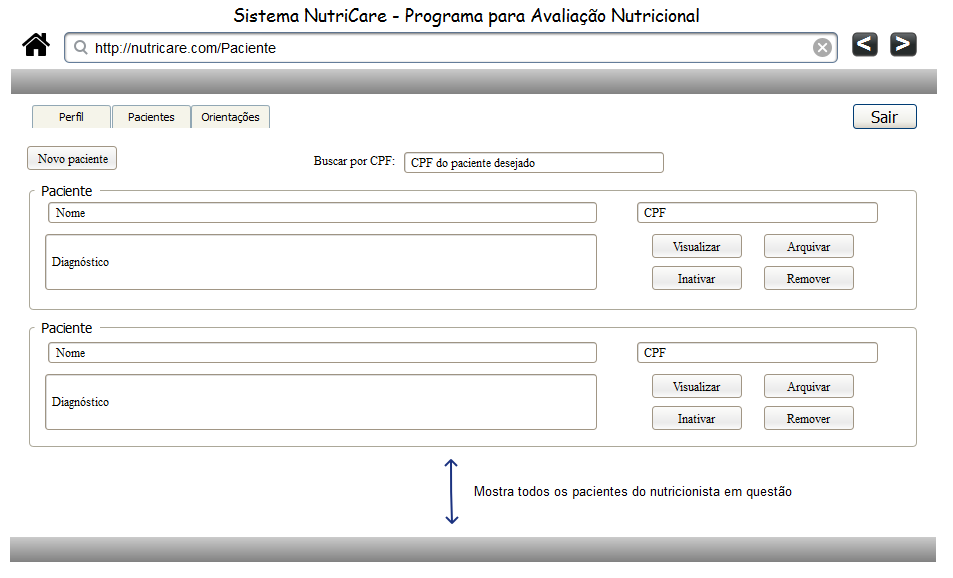 Sistema NutriCare - Programa para Avaliação Nutricional
http://nutricare.com/Paciente
< >
Perfil Pacientes Orientações Sair
Novo paciente Buscar por CPF: CPF do paciente desejado
Paciente
Nome CPF
Diagnóstico Visualizar Arquivar
Inativar Remover
Paciente
Nome CPF
Diagnóstico Visualizar Arquivar
Inativar Remover
Mostra todos os pacientes do nutricionista em questão